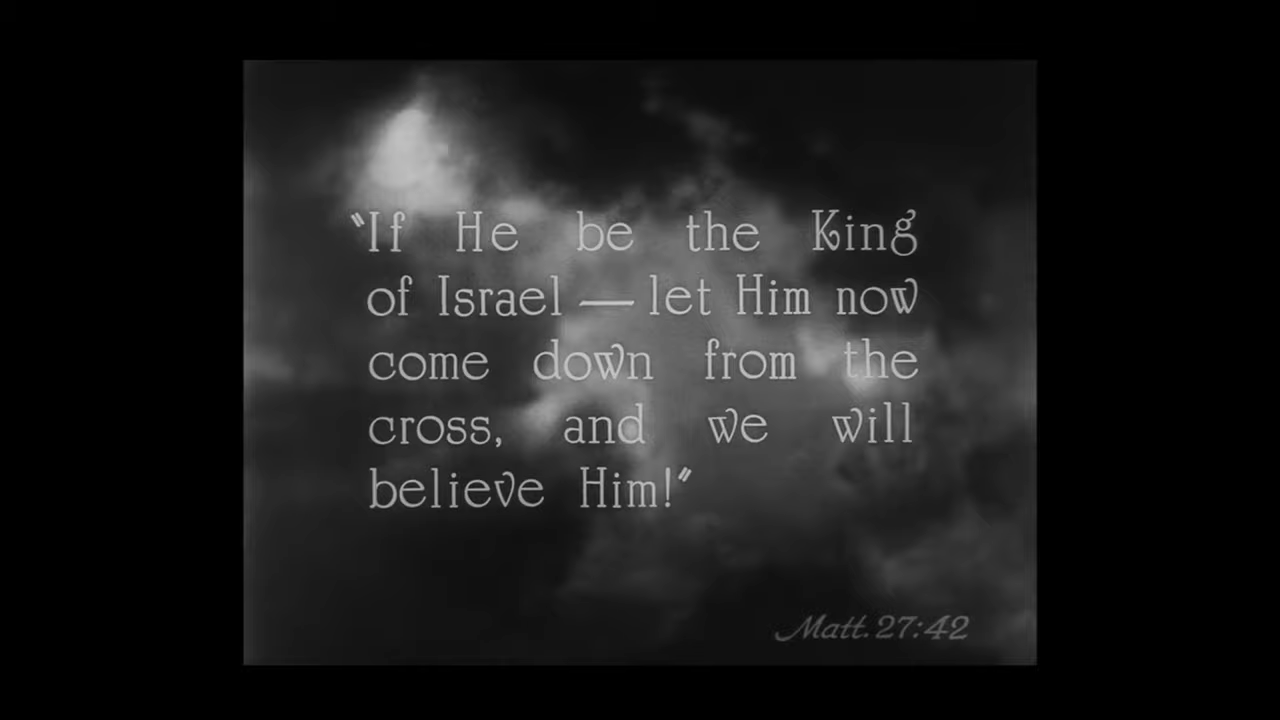 "If He be the King
of Israel — let Him now
come down from the
cross, and we will
believe Him!"
Matt. 27:42